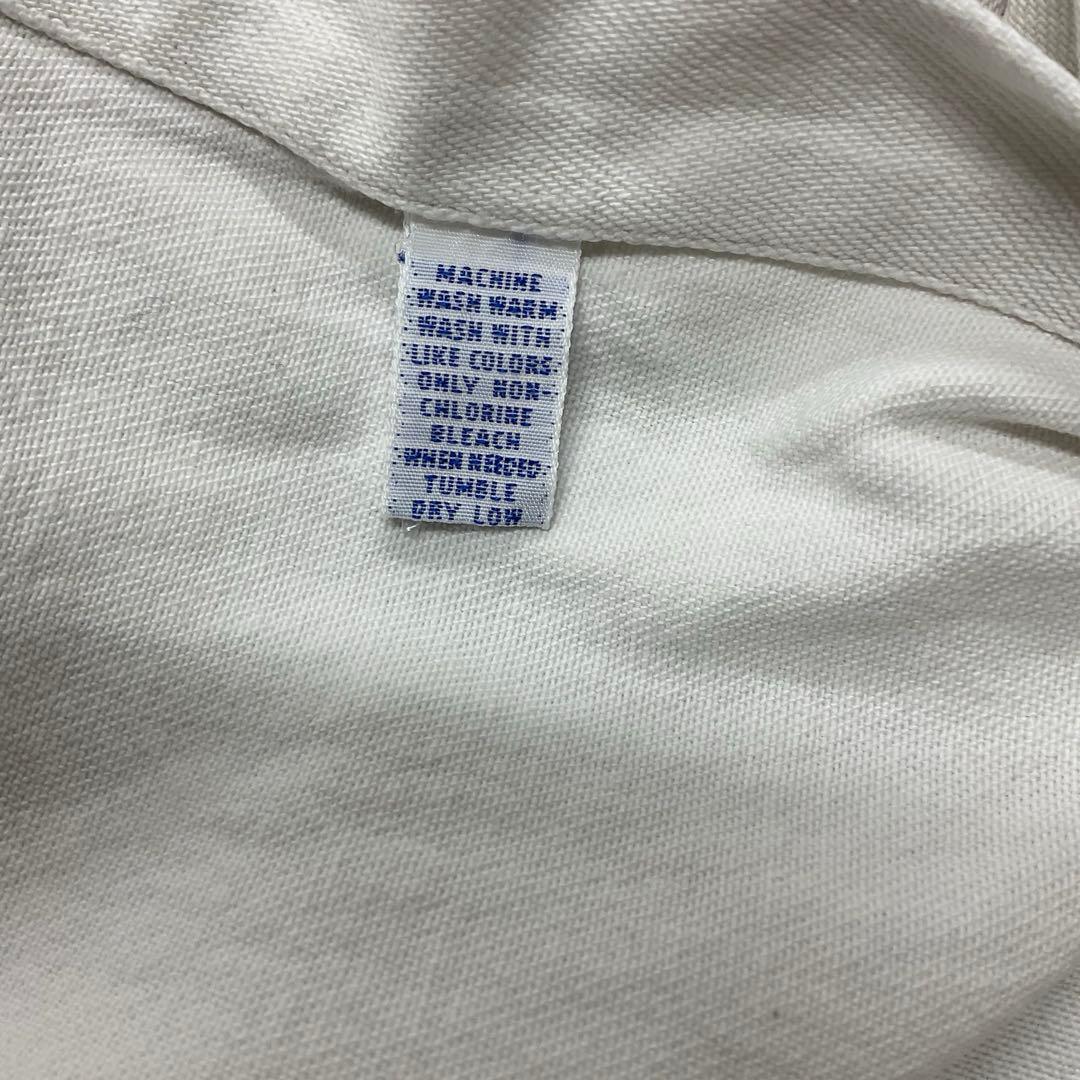 MACHINE
WASH WARM
WASH WITH
LIKE COLORS
ONLY NON-
CHLORINE
BLEACH
WHEN NEEDED
TUMBLE
DRY LOW